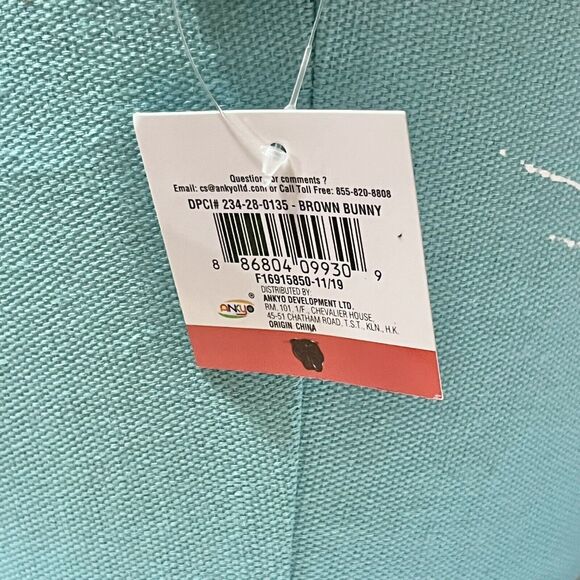 Question or comments ?
Email: cs@ankyoltd.com or Call Toll Free: 855-820-8808
DPCI# 234-28-0135 - BROWN BUNNY
8 86804 09930 9
F16915850-11/19
DISTRIBUTED BY:
ANKYO DEVELOPMENT LTD.
RM. 101, 1/F., CHEVALIER HOUSE,
45-51 CHATHAM ROAD, T.S.T., KLN., H.K.
ORIGIN CHINA
ANKYO ®